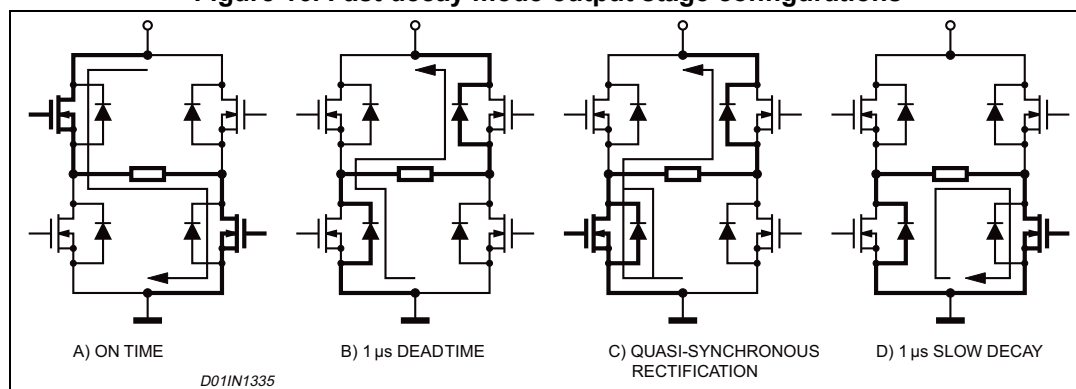 Figure Fast decay mode output stage configurations
A) ON TIME
B) 1 µs DEADTIME
C) QUASI-SYNCHRONOUS
RECTIFICATION
D) 1 µs SLOW DECAY
D01IN1335